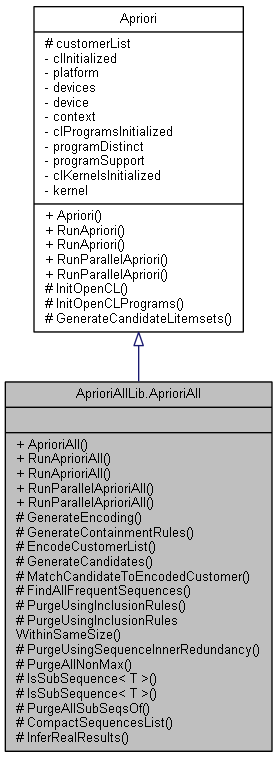 Apriori
# customerList
- clInitialized
- platform
- devices
- device
- context
- clProgramsInitialized
- programDistinct
- programSupport
- clKernelsInitialized
- kernel
+ Apriori()
+ RunApriori()
+ RunApriori()
+ RunParallelApriori()
+ RunParallelApriori()
# InitOpenCL()
# InitOpenCLPrograms()
# GenerateCandidateLitemsets()
AprioriAllLib.AprioriAll
+ AprioriAll()
+ RunAprioriAll()
+ RunAprioriAll()
+ RunParallelAprioriAll()
+ RunParallelAprioriAll()
# GenerateEncoding()
# GenerateContainmentRules()
# EncodeCustomerList()
# GenerateCandidates()
# MatchCandidateToEncodedCustomer()
# FindAllFrequentSequences()
# PurgeUsingInclusionRules()
# PurgeUsingInclusionRules
WithinSameSize()
# PurgeUsingSequenceInnerRedundancy()
# PurgeAllNonMax()
# IsSubSequence< T >()
# IsSubSequence< T >()
# PurgeAllSubSeqsOf()
# CompactSequencesList()
# InferRealResults()